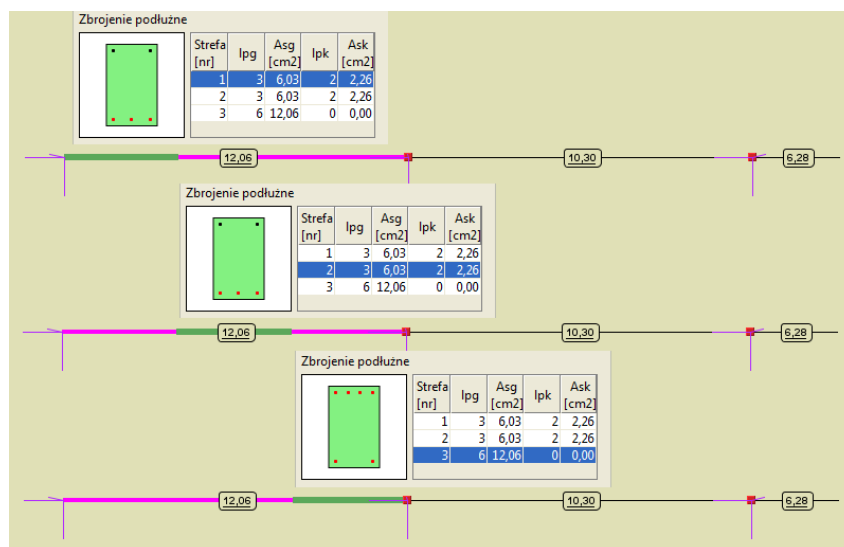 Zbrojenie podłużne
Strefa [nr] lpg Asg [cm2] lpk Ask [cm2]
1 3 6,03 2 2,26
2 3 6,03 2 2,26
3 6 12,06 0 0,00
12,06 10,30 6,28
Zbrojenie podłużne
Strefa [nr] lpg Asg [cm2] lpk Ask [cm2]
1 3 6,03 2 2,26
2 3 6,03 2 2,26
3 6 12,06 0 0,00
12,06 10,30 6,28
Zbrojenie podłużne
Strefa [nr] lpg Asg [cm2] lpk Ask [cm2]
1 3 6,03 2 2,26
2 3 6,03 2 2,26
3 6 12,06 0 0,00
12,06 10,30 6,28